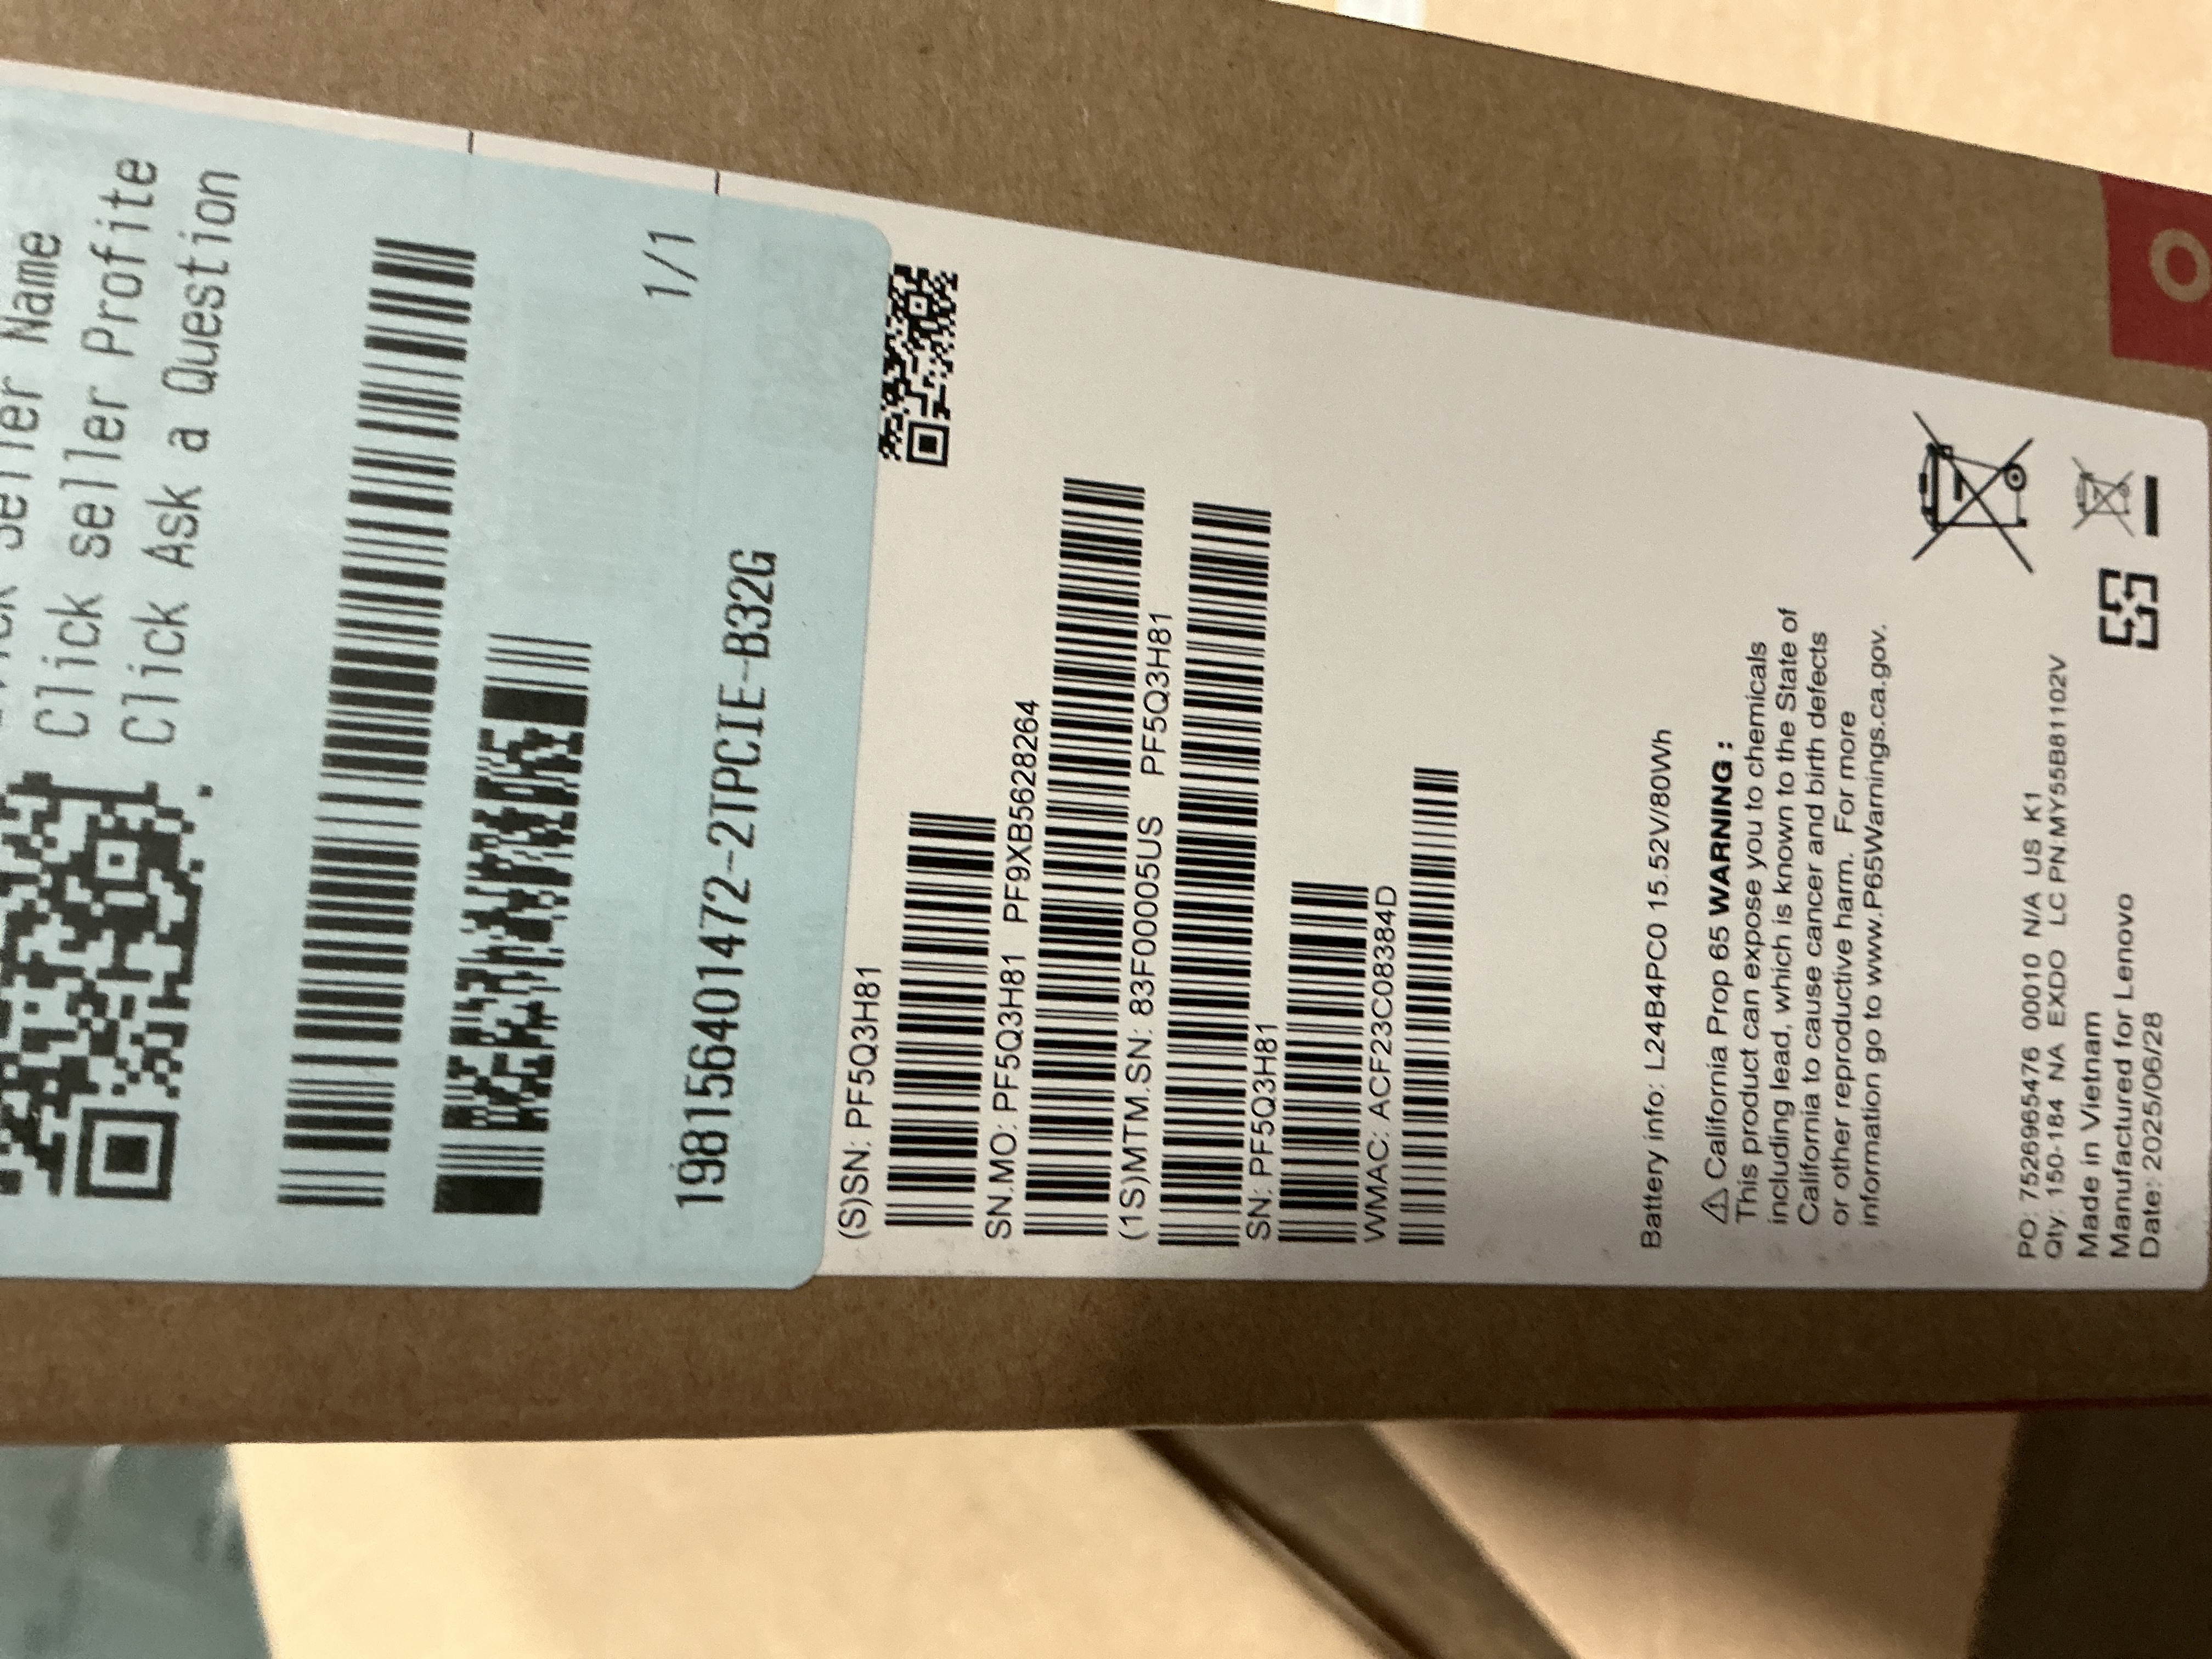 Seller Name
Click seller Profite
Click Ask a Question
1/1
198156401472-2TPCIE-B32G
(S)SN: PF5Q3H81
SN.MO: PF5Q3H81 PF9XB5628264
(1S)MTM.SN: 83F00005US PF5Q3H81
SN: PF5Q3H81
WMAC: ACF23C08384D
Battery info: L24B4PC0 15.52V/80Wh
⚠ California Prop 65 WARNING :
This product can expose you to chemicals
including lead, which is known to the State of
California to cause cancer and birth defects
or other reproductive harm. For more
information go to www.P65Warnings.ca.gov.
PO: 7526965476 00010 N/A US K1
Qty: 150-184 NA EXDO LC PN:MY55B81102V
Made in Vietnam
Manufactured for Lenovo
Date: 2025/06/28